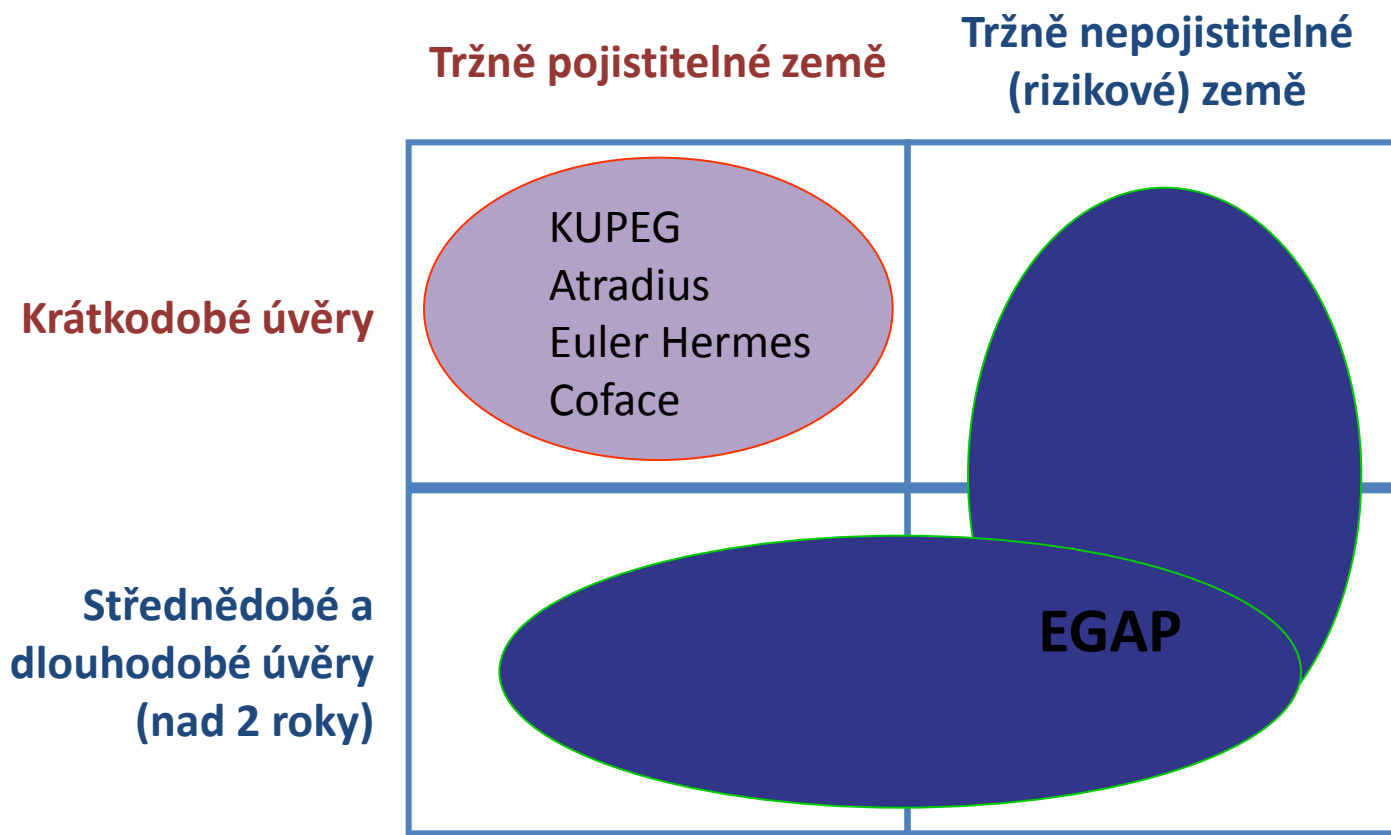 Tržně pojistitelné země
Tržně nepojistitelné
(rizikové) země
Krátkodobé úvěry
KUPEG
Atradius
Euler Hermes
Coface
Střednědobé a
dlouhodobé úvěry
(nad 2 roky)
EGAP